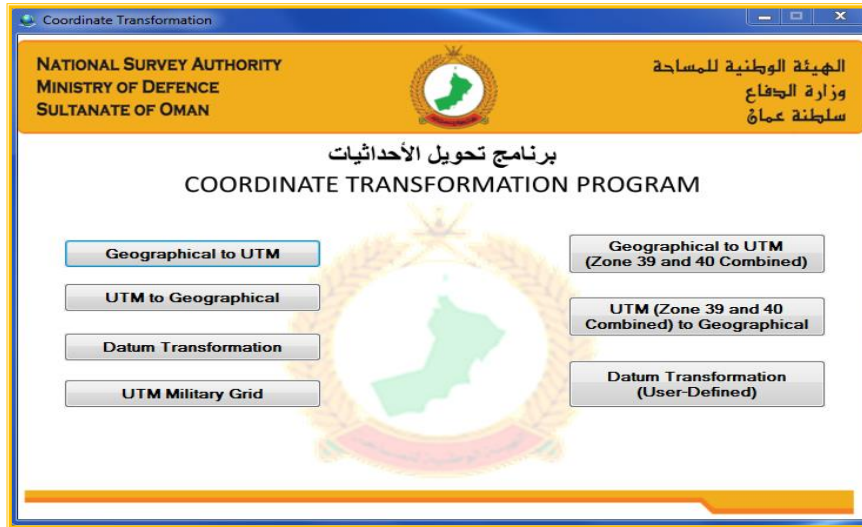 Coordinate Transformation
NATIONAL SURVEY AUTHORITY
MINISTRY OF DEFENCE
SULTANATE OF OMAN
الهيئة الوطنية للمساحة
وزارة الدفاع
سلطنة عمان
برنامج تحويل الأحداثيات
COORDINATE TRANSFORMATION PROGRAM
Geographical to UTM
UTM to Geographical
Datum Transformation
UTM Military Grid
Geographical to UTM
(Zone 39 and 40 Combined)
UTM (Zone 39 and 40
Combined) to Geographical
Datum Transformation
(User-Defined)